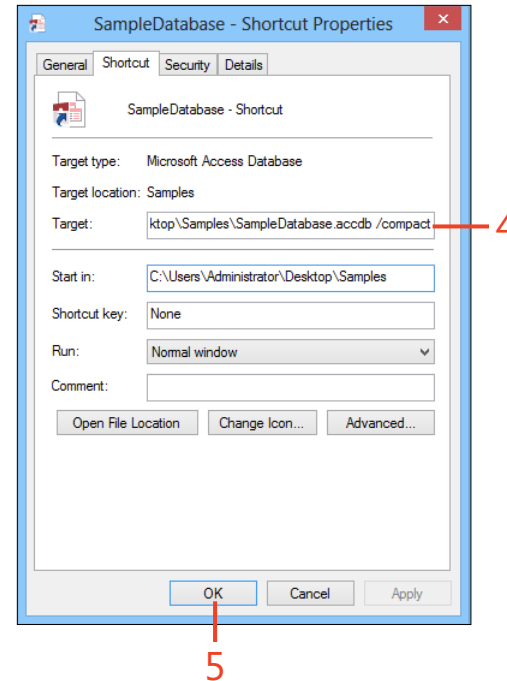 SampleDatabase - Shortcut Properties
General Shortcut Security Details
SampleDatabase - Shortcut
Target type: Microsoft Access Database
Target location: Samples
Target: ktop\Samples\SampleDatabase.accdb /compact
4
Start in: C:\Users\Administrator\Desktop\Samples
Shortcut key: None
Run: Normal window
Comment:
Open File Location Change Icon... Advanced...
OK Cancel Apply
5